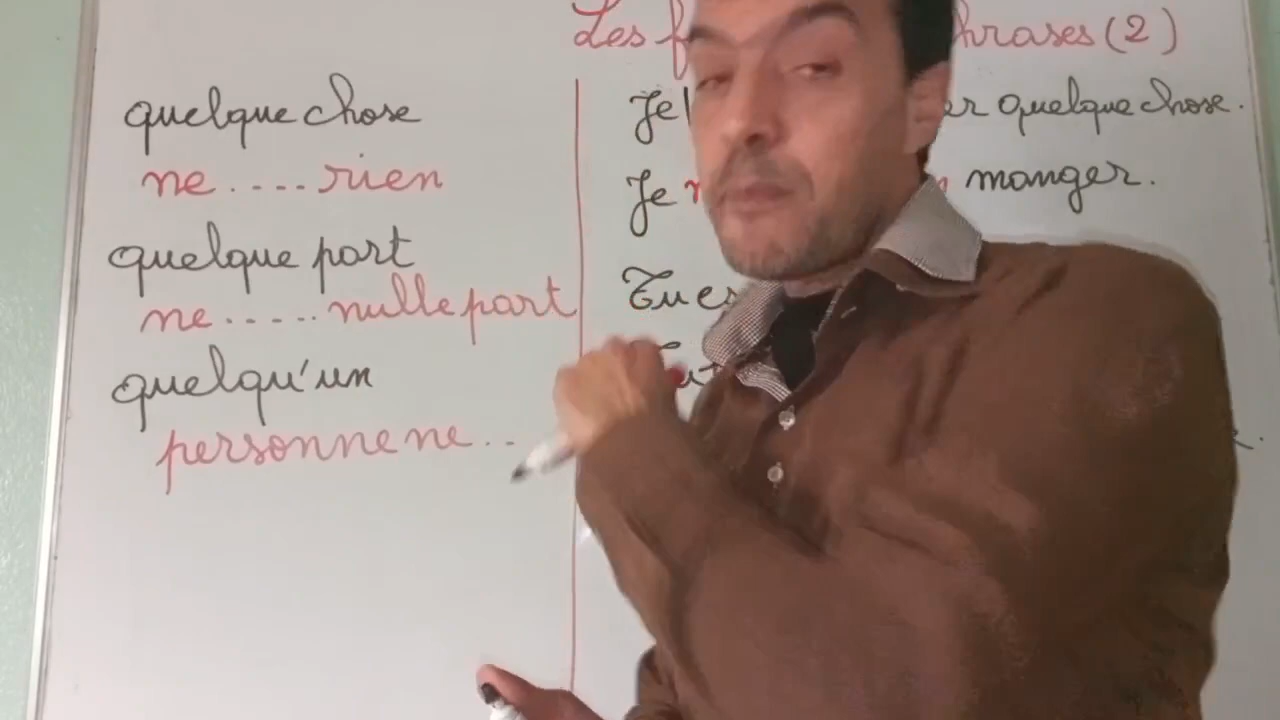 Les hrases (2)
quelque chose
ne....rien
quelque part
ne.....nulle part
quelqu'un
personne ne..
Je quelque chose.
Je manger.
Tu es